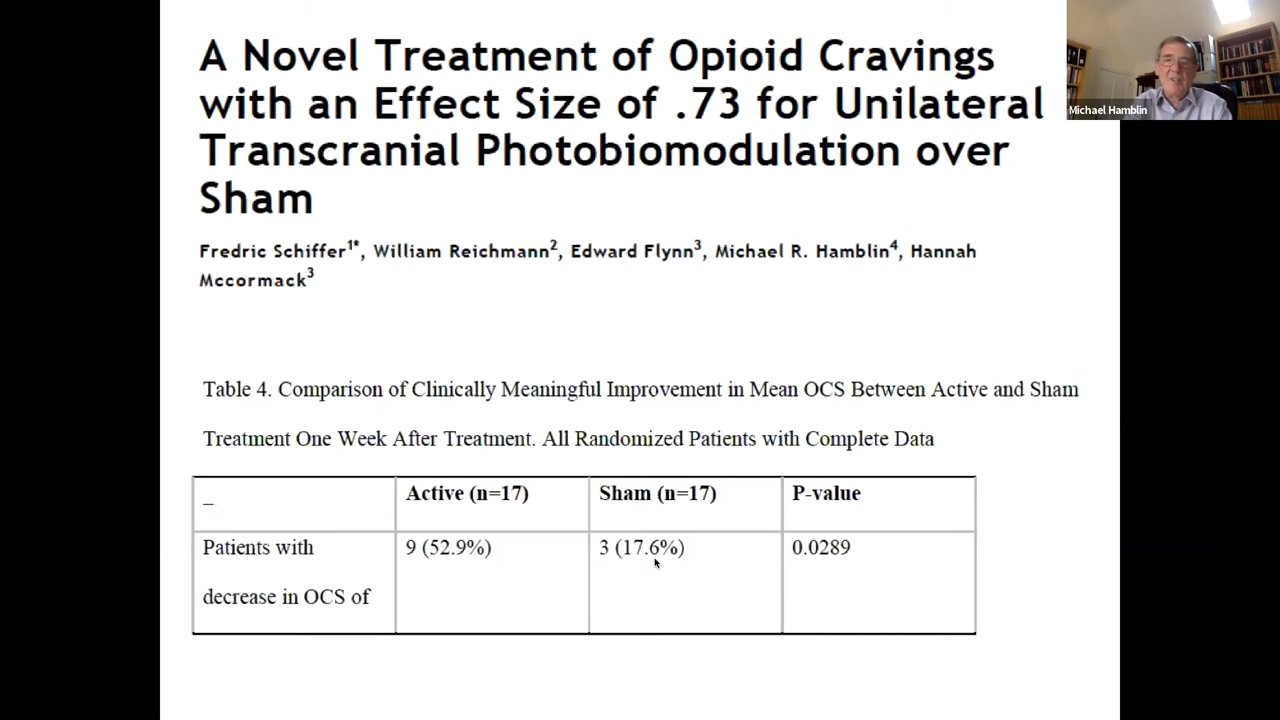 A Novel Treatment of Opioid Cravings
with an Effect Size of .73 for Unilateral
Transcranial Photobiomodulation over
Sham
Fredric Schiffer1*, William Reichmann2, Edward Flynn3, Michael R. Hamblin4, Hannah
Mccormack3
Michael Hamblin
Table 4. Comparison of Clinically Meaningful Improvement in Mean OCS Between Active and Sham
Treatment One Week After Treatment. All Randomized Patients with Complete Data
_ Active (n=17) Sham (n=17) P-value
Patients with 9 (52.9%) 3 (17.6%) 0.0289
decrease in OCS of